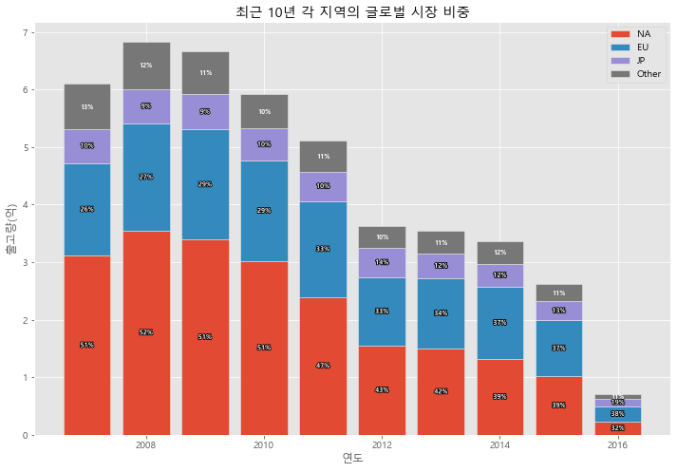 최근 10년 각 지역의 글로벌 시장 비중
NA
EU
JP
Other
출고량(억)
7
6
5
4
3
2
1
0
13% 12% 11% 10% 11% 10% 11% 12% 11% 11%
10% 9% 9% 10% 10% 14% 12% 12% 13% 19%
26% 27% 29% 29% 33% 33% 34% 37% 37% 38%
51% 52% 51% 51% 47% 43% 42% 39% 39% 32%
2008 2010 2012 2014 2016
연도